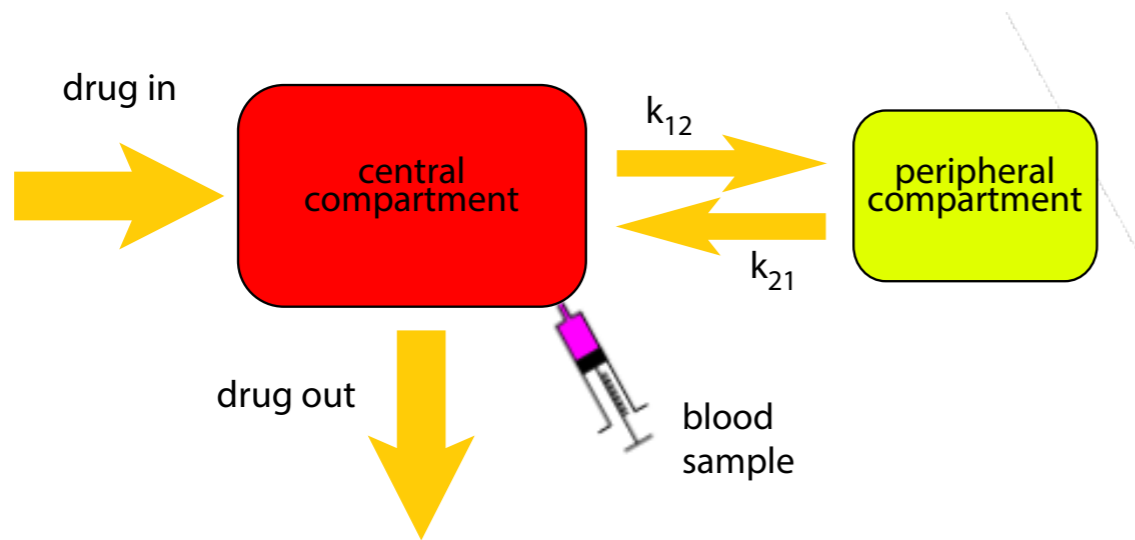 drug in
central
compartment
k12
peripheral
compartment
k21
drug out
blood
sample